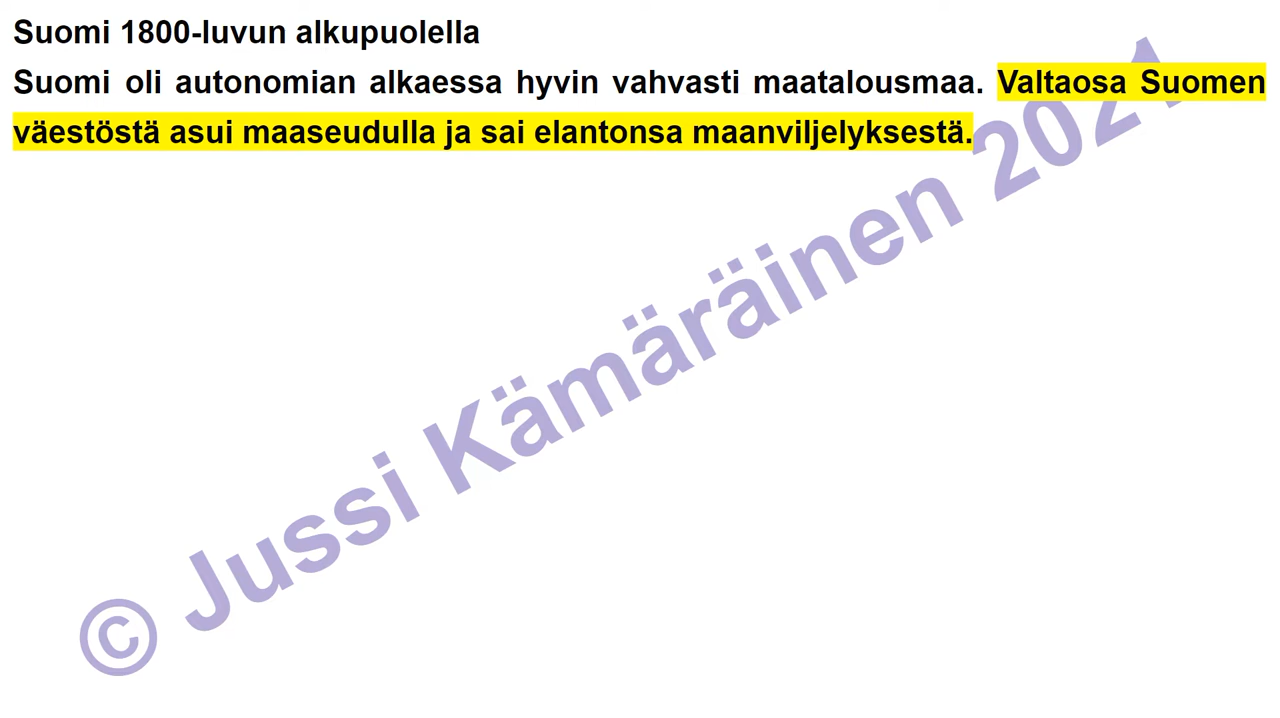 Suomi 1800-luvun alkupuolella
Suomi oli autonomian alkaessa hyvin vahvasti maatalousmaa. Valtaosa Suomen
väestöstä asui maaseudulla ja sai elantonsa maanviljelyksestä.
© Jussi Kämäräinen 2021